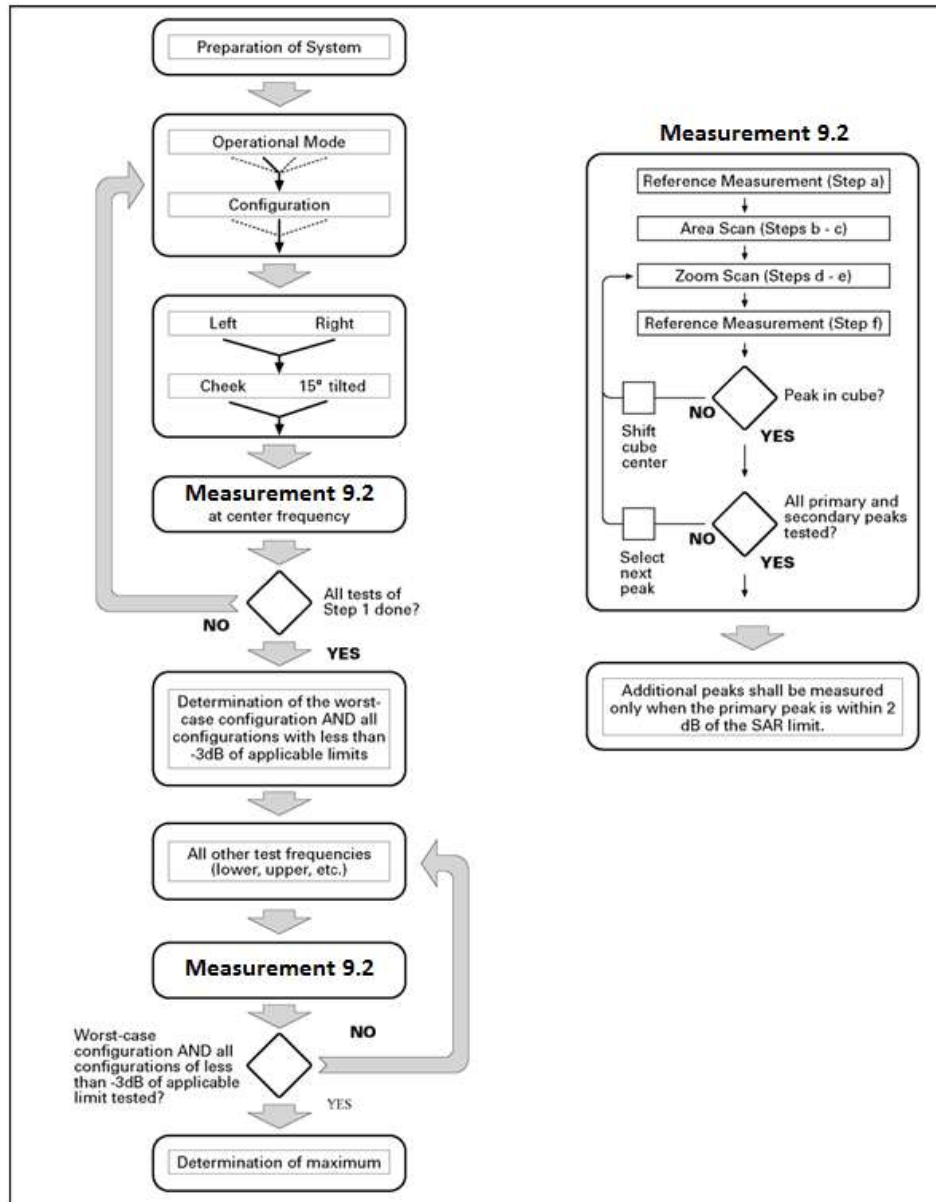 Preparation of System
Operational Mode
Configuration
Left Right
Cheek 15° tilted
Measurement 9.2
at center frequency
All tests of
Step 1 done?
NO
YES
Determination of the worst-
case configuration AND all
configurations with less than
-3dB of applicable limits
All other test frequencies
(lower, upper, etc.)
Measurement 9.2
NO
Worst-case
configuration AND all
configurations of less
than -3dB of applicable
limit tested?
YES
Determination of maximum
Measurement 9.2
Reference Measurement (Step a)
Area Scan (Steps b - c)
Zoom Scan (Steps d - e)
Reference Measurement (Step f)
Peak in cube?
NO
YES
Shift
cube
center
All primary and
secondary peaks
tested?
NO
YES
Select
next
peak
Additional peaks shall be measured
only when the primary peak is within 2
dB of the SAR limit.